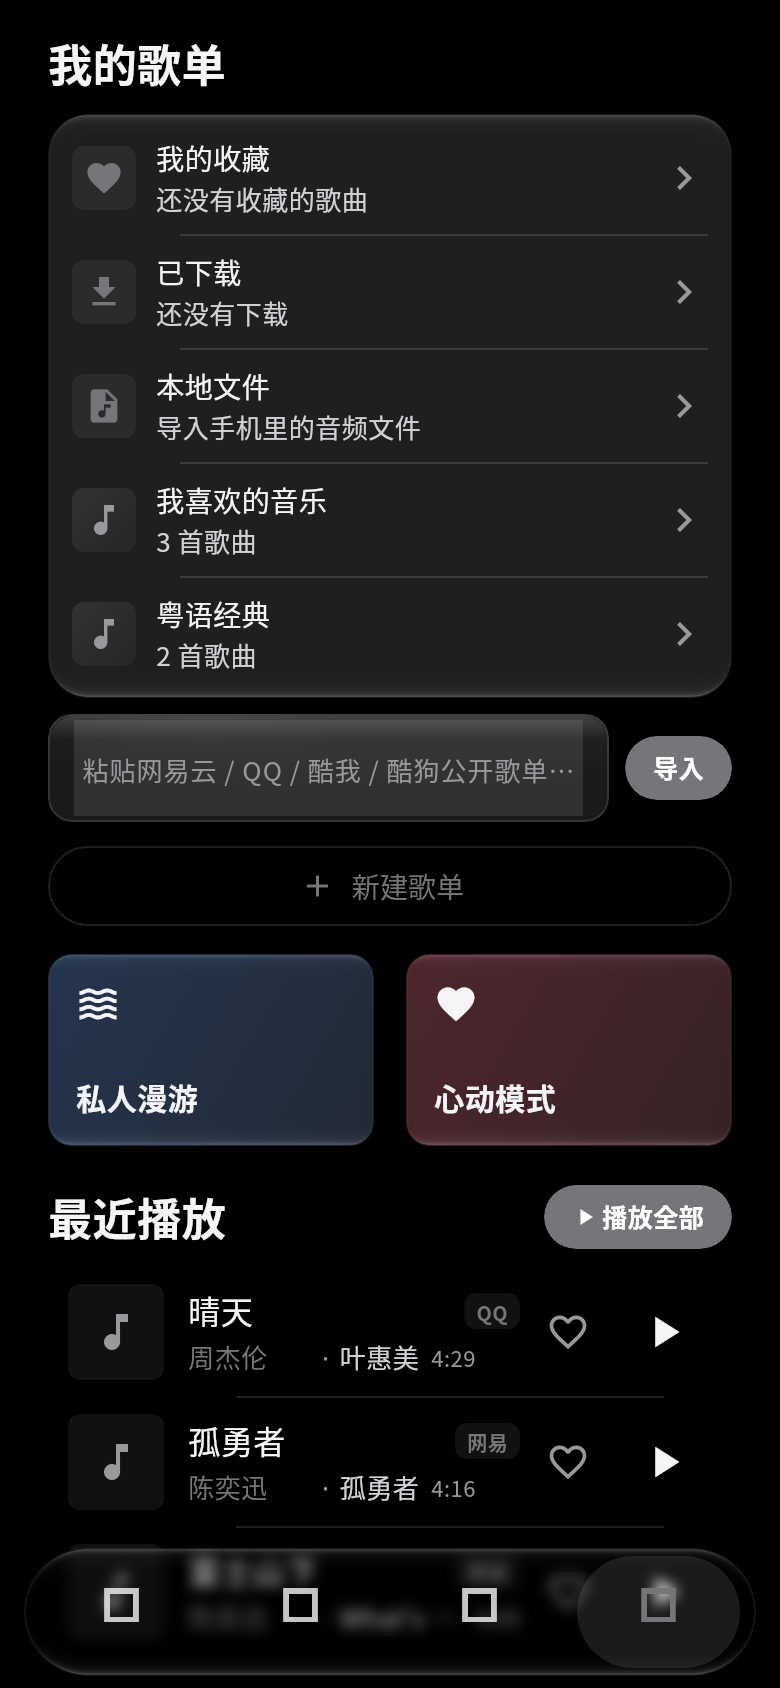 我的歌单
我的收藏
还没有收藏的歌曲
已下载
还没有下载
本地文件
导入手机里的音频文件
我喜欢的音乐
3 首歌曲
粤语经典
2 首歌曲
粘贴网易云 / QQ / 酷我 / 酷狗公开歌单…
导入
新建歌单
私人漫游
心动模式
最近播放
播放全部
晴天
QQ
周杰伦 · 叶惠美 4:29
孤勇者
网易
陈奕迅 · 孤勇者 4:16